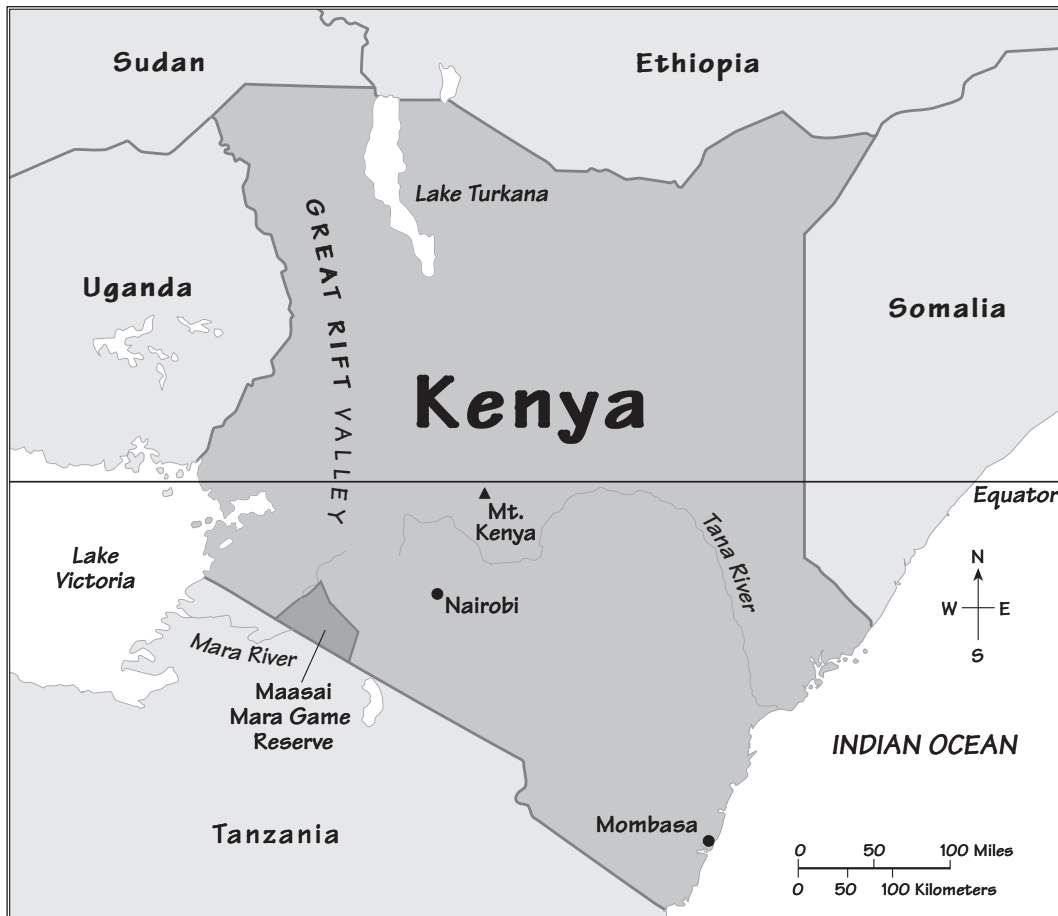 Sudan
Ethiopia
Lake Turkana
GREAT RIFT VALLEY
Uganda
Somalia
Kenya
Equator
Mt.
Kenya
Tana River
Lake
Victoria
N
W E
S
Nairobi
Mara River
Maasai
Mara Game
Reserve
INDIAN OCEAN
Tanzania
Mombasa
0 50 100 Miles
0 50 100 Kilometers